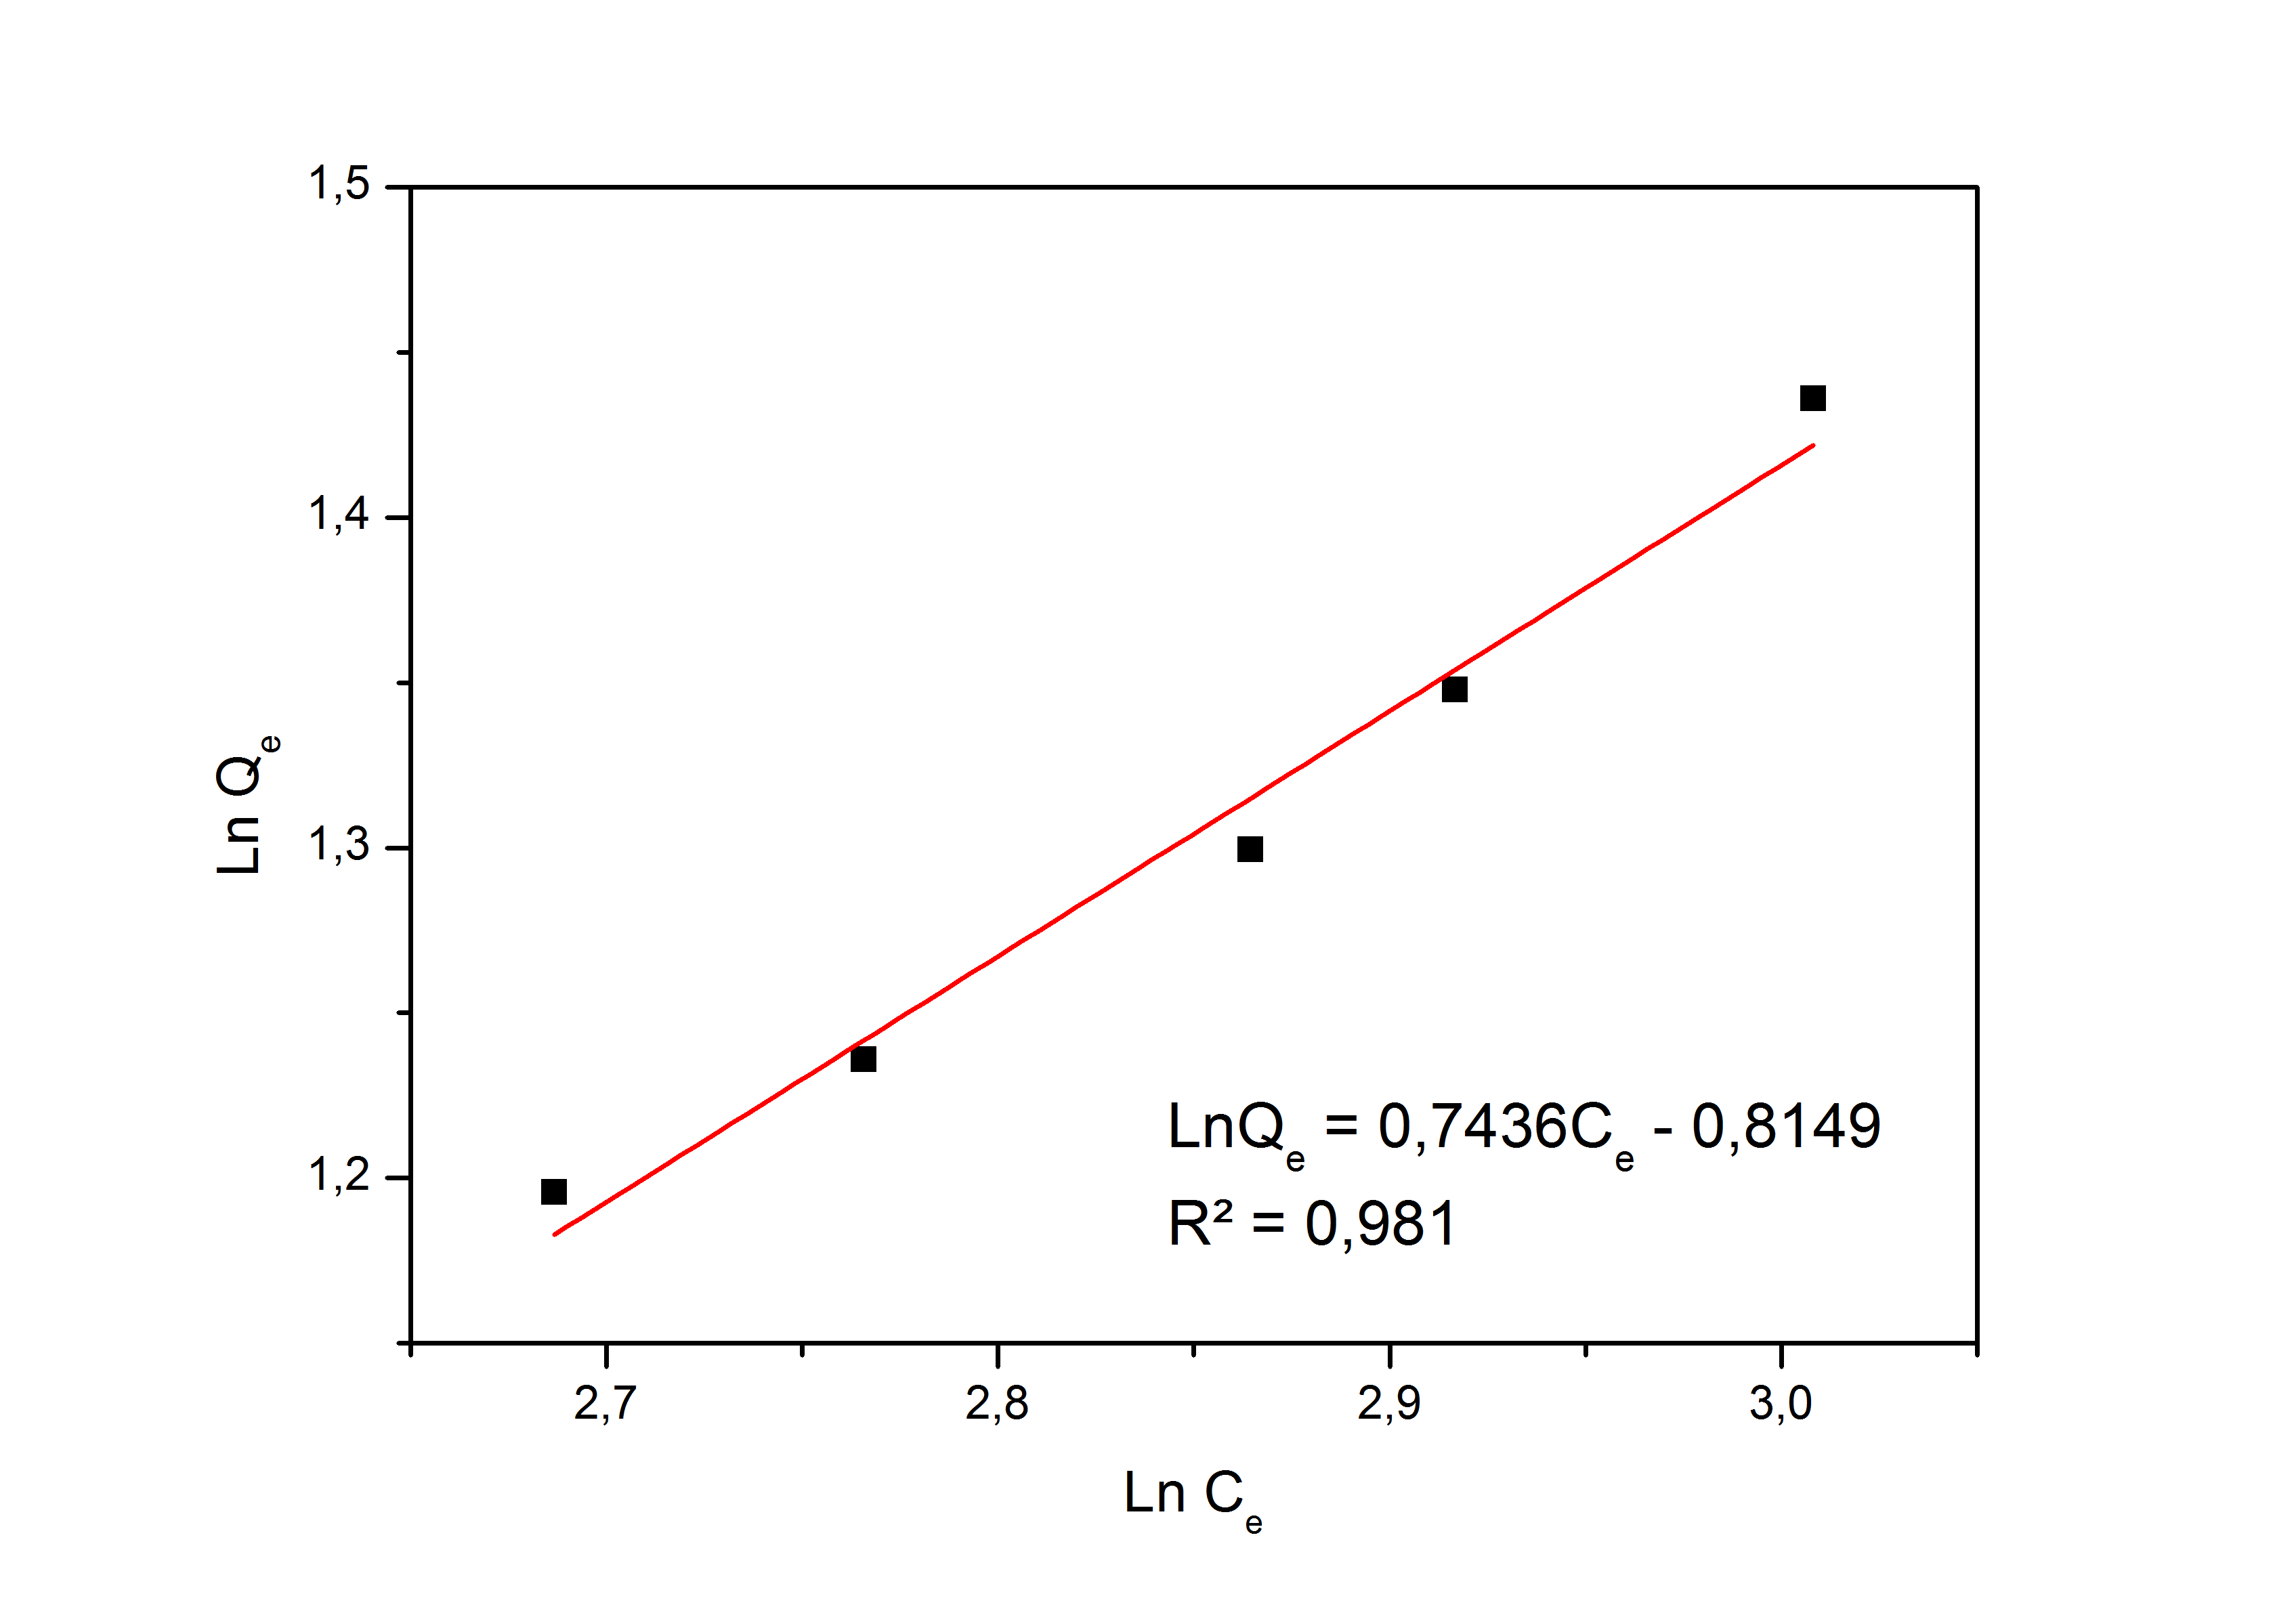 1,5
1,4
1,3
1,2
Ln Qe
LnQe = 0,7436Ce - 0,8149
R² = 0,981
2,7 2,8 2,9 3,0
Ln Ce